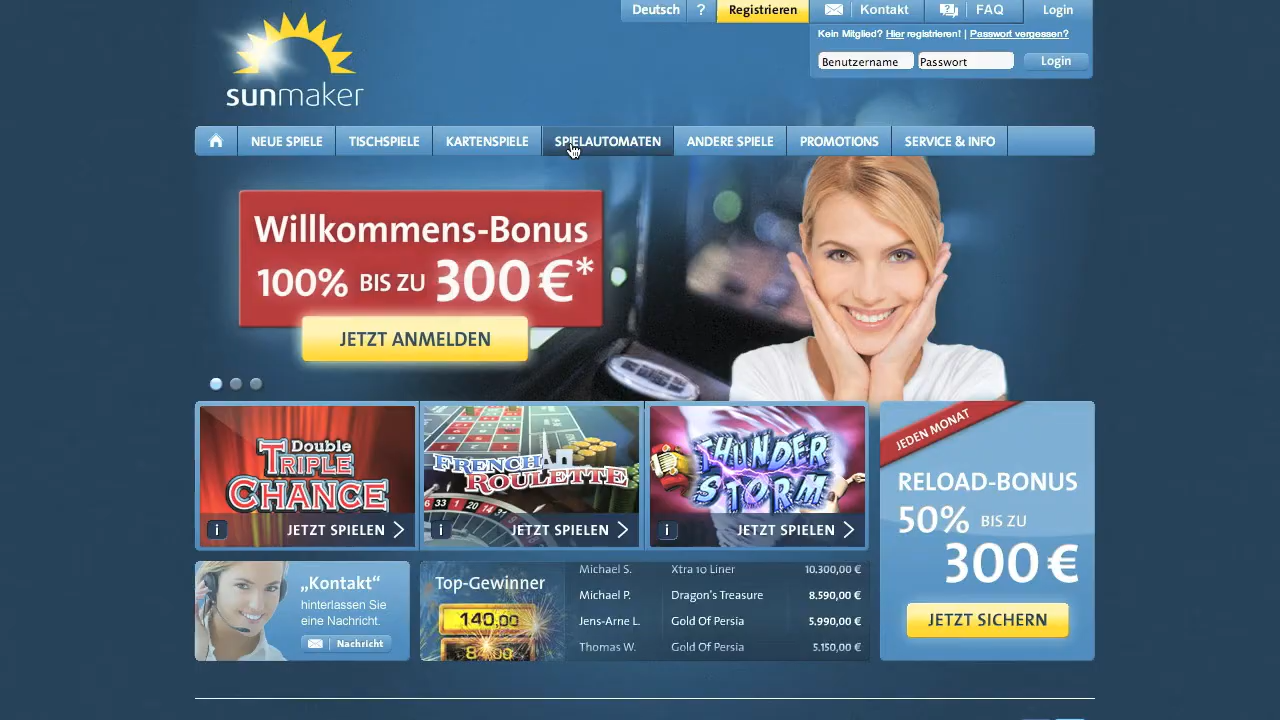 Deutsch ? Registrieren Kontakt FAQ Login
Kein Mitglied? Hier registrieren! | Passwort vergessen?
Benutzername Passwort Login
sunmaker
NEUE SPIELE TISCHSPIELE KARTENSPIELE SPIELAUTOMATEN ANDERE SPIELE PROMOTIONS SERVICE & INFO
Willkommens-Bonus
100% BIS ZU 300 €*
JETZT ANMELDEN
Double
TRIPLE
CHANCE
i JETZT SPIELEN
FRENCH
ROULETTE
i JETZT SPIELEN
THUNDER
STORM
i JETZT SPIELEN
JEDEN MONAT
RELOAD-BONUS
50% BIS ZU
300 €
JETZT SICHERN
„Kontakt“
hinterlassen Sie
eine Nachricht.
Nachricht
Top-Gewinner
140,00
Michael S. Xtra 10 Liner 10.300,00 €
Michael P. Dragon's Treasure 8.590,00 €
Jens-Arne L. Gold Of Persia 5.990,00 €
Thomas W. Gold Of Persia 5.150,00 €